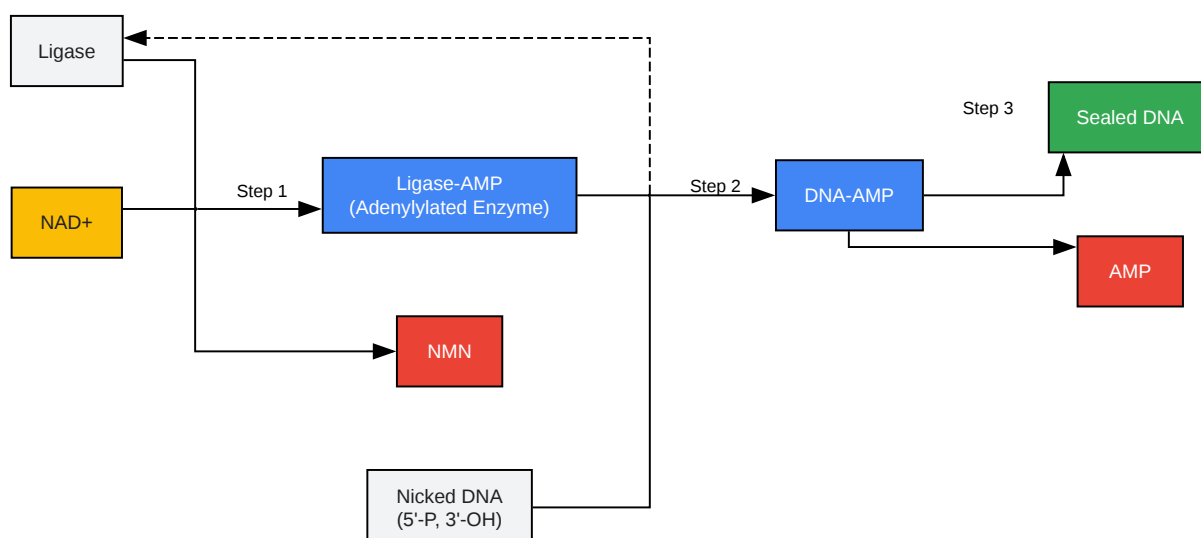 Ligase
Step 3
Sealed DNA
NAD+
Step 1
Ligase-AMP
(Adenylylated Enzyme)
Step 2
DNA-AMP
AMP
NMN
Nicked DNA
(5'-P, 3'-OH)